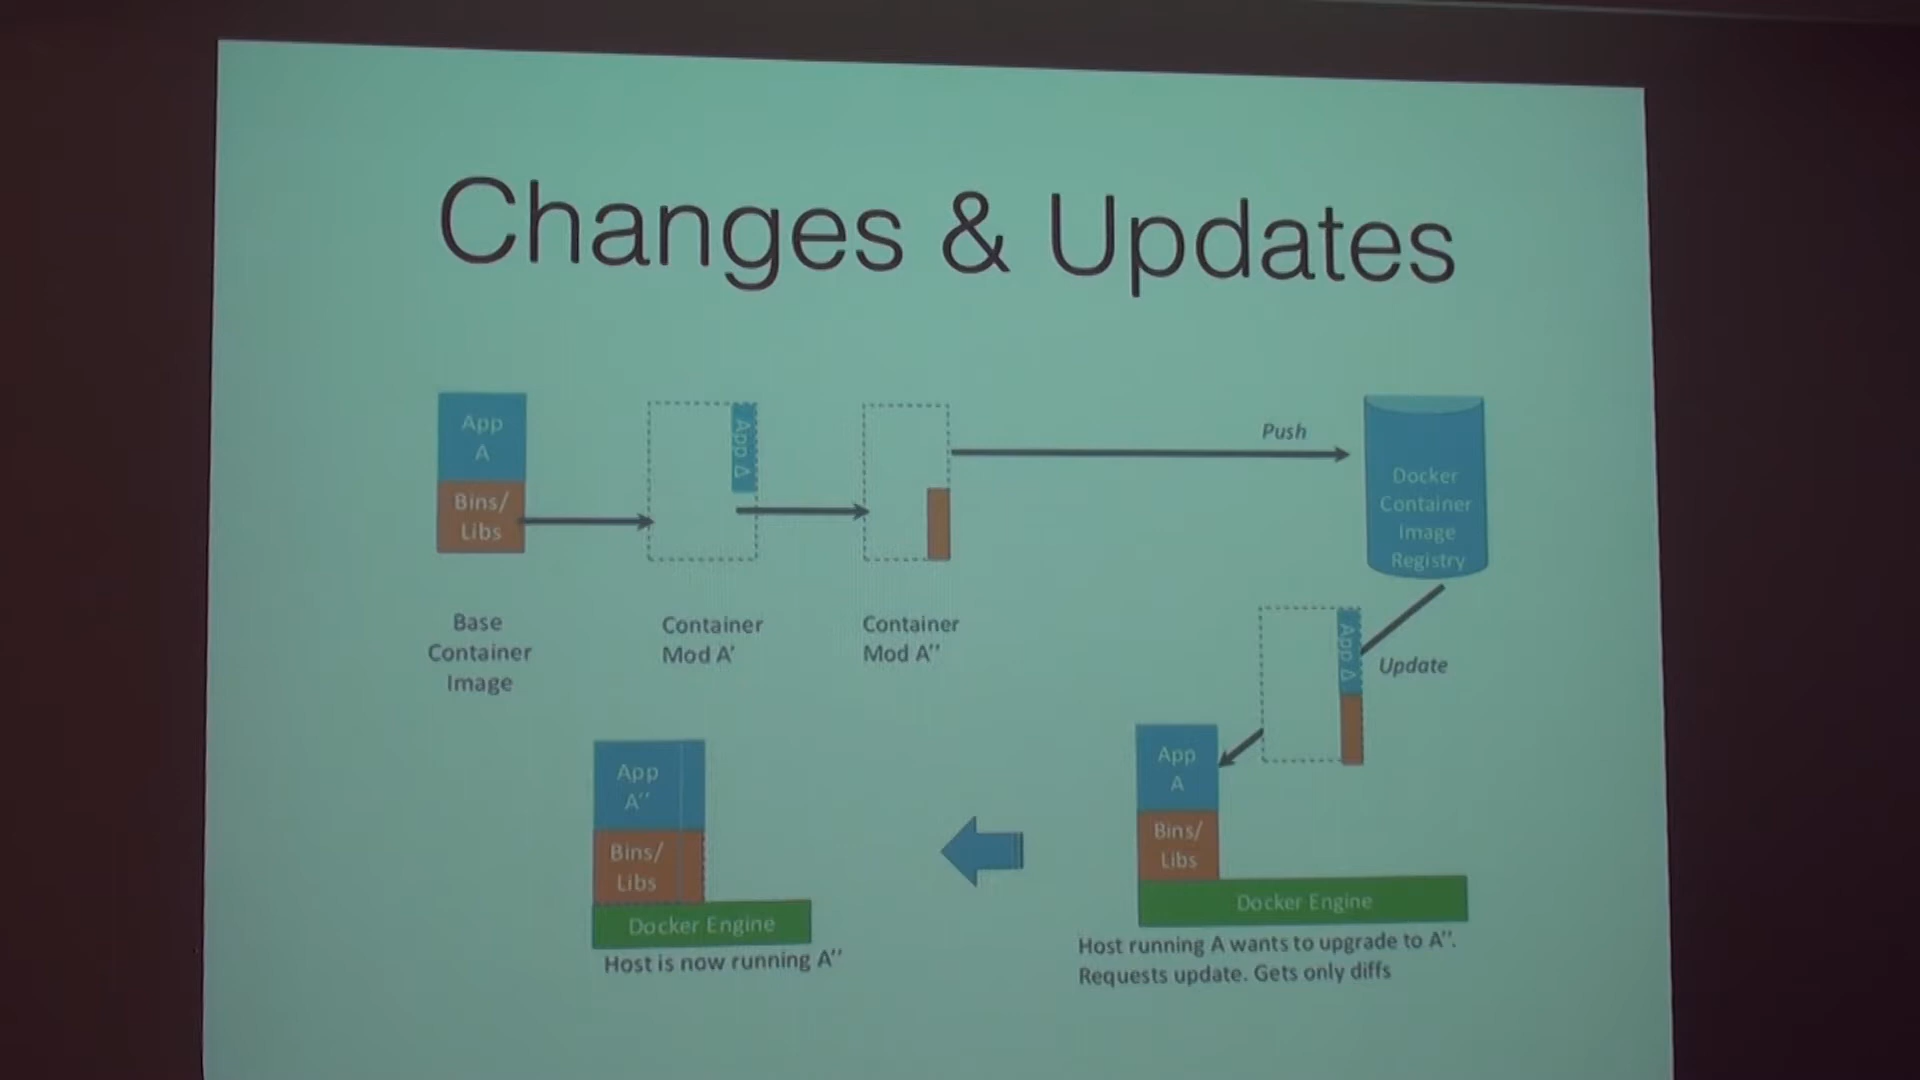 Changes & Updates
App
A
Bins/
Libs
App Δ
Push
Docker
Container
Image
Registry
Base
Container
Image
Container
Mod A'
Container
Mod A''
App Δ
Update
App
A
Bins/
Libs
Docker Engine
Host running A wants to upgrade to A''.
Requests update. Gets only diffs
App
A''
Bins/
Libs
Docker Engine
Host is now running A''